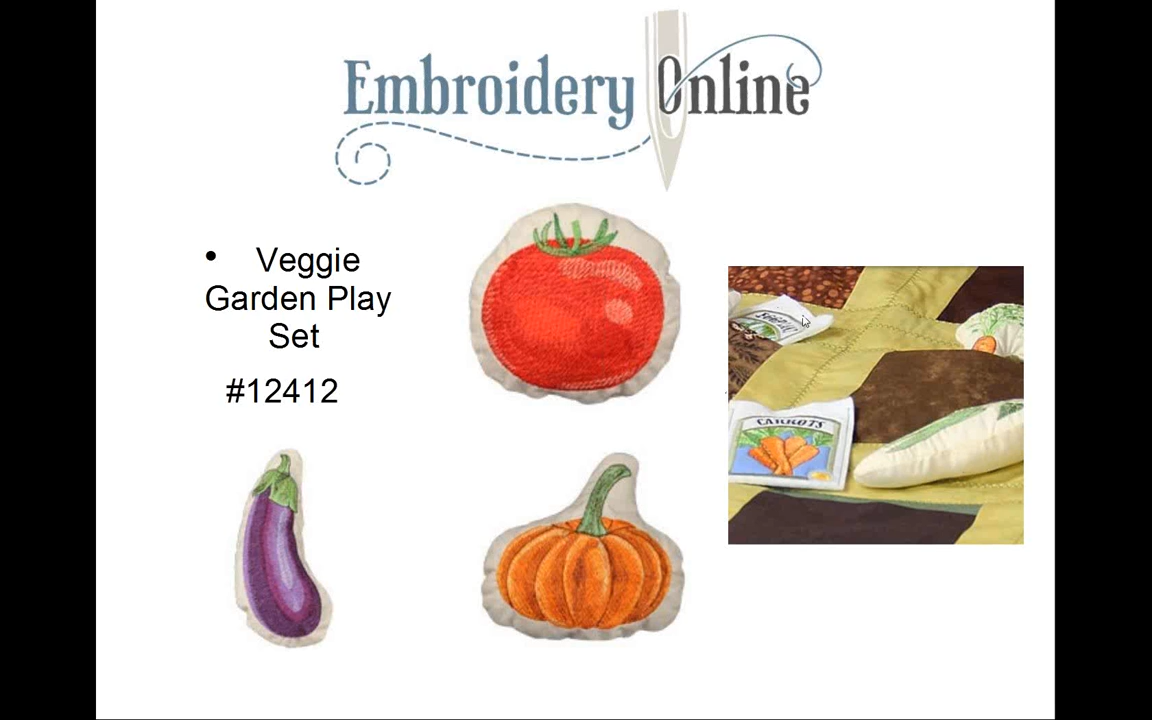 Embroidery Online
• Veggie
Garden Play
Set
#12412
CARROTS